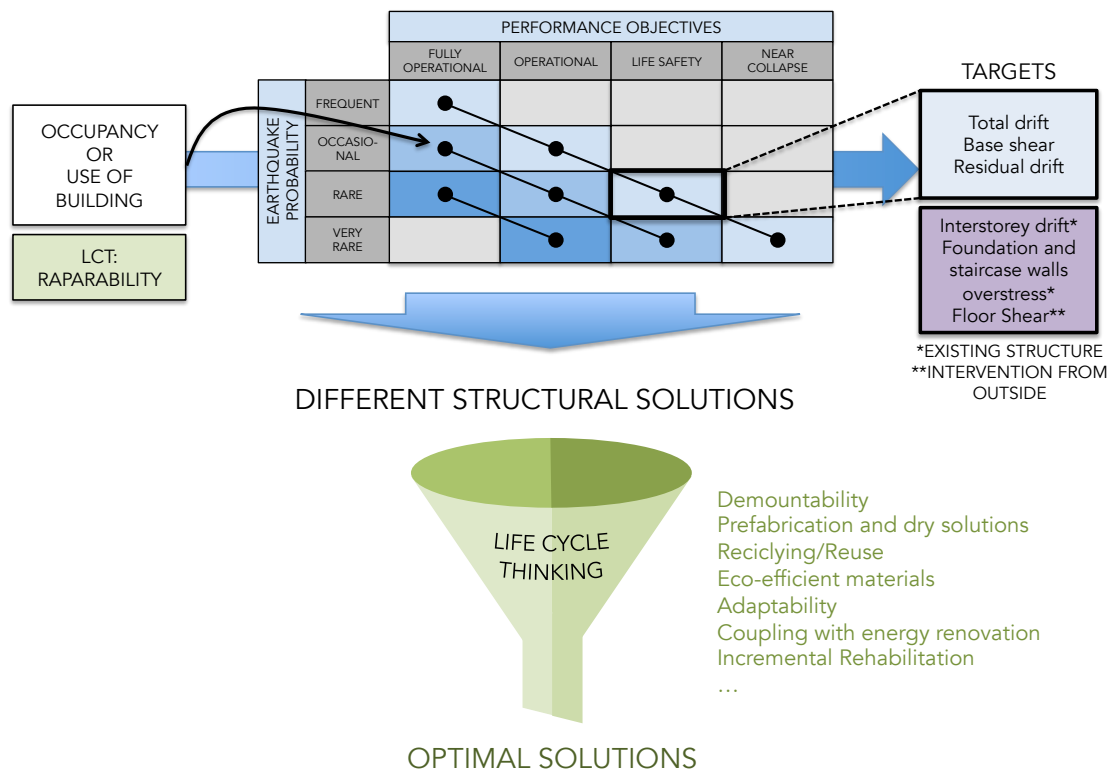 PERFORMANCE OBJECTIVES
FULLY
OPERATIONAL
OPERATIONAL
LIFE SAFETY
NEAR
COLLAPSE
EARTHQUAKE
PROBABILITY
FREQUENT
OCCASIO-
NAL
RARE
VERY
RARE
OCCUPANCY
OR
USE OF
BUILDING
LCT:
RAPARABILITY
TARGETS
Total drift
Base shear
Residual drift
Interstorey drift*
Foundation and
staircase walls
overstress*
Floor Shear**
*EXISTING STRUCTURE
**INTERVENTION FROM
OUTSIDE
DIFFERENT STRUCTURAL SOLUTIONS
LIFE CYCLE
THINKING
Demountability
Prefabrication and dry solutions
Reciclying/Reuse
Eco-efficient materials
Adaptability
Coupling with energy renovation
Incremental Rehabilitation
...
OPTIMAL SOLUTIONS